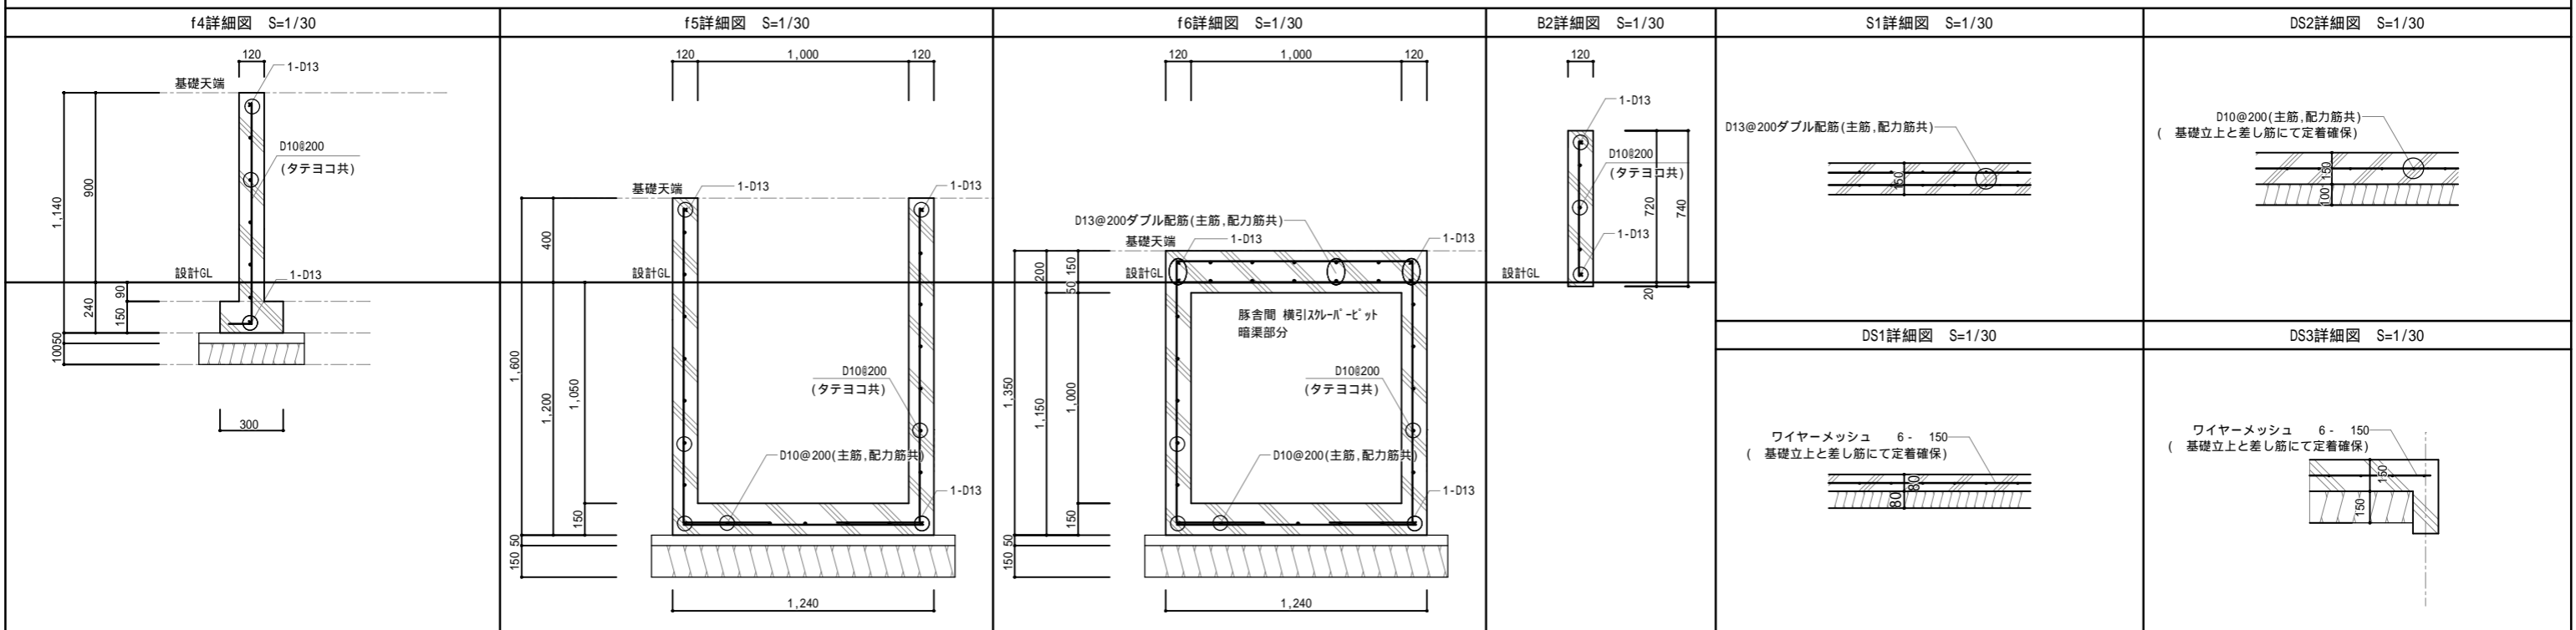 f4詳細図 S=1/30
120
1-D13
基礎天端
D10@200
(タテヨコ共)
1,140
900
設計GL
1-D13
240
90
150
50
100
300
f5詳細図 S=1/30
120
1,000
120
基礎天端
1-D13
1-D13
400
設計GL
1,600
1,200
1,050
D10@200
(タテヨコ共)
D10@200(主筋,配力筋共)
1-D13
150
50
150
1,240
f6詳細図 S=1/30
120
1,000
120
D13@200ダブル配筋(主筋,配力筋共)
基礎天端
1-D13
1-D13
200
150
設計GL
50
豚舎間 横引スクレーパーピット
暗渠部分
1,350
1,150
1,000
D10@200
(タテヨコ共)
D10@200(主筋,配力筋共)
1-D13
150
50
150
1,240
B2詳細図 S=1/30
120
1-D13
D10@200
(タテヨコ共)
720
740
1-D13
設計GL
20
S1詳細図 S=1/30
D13@200ダブル配筋(主筋,配力筋共)
150
DS2詳細図 S=1/30
D10@200(主筋,配力筋共)
( 基礎立上と差し筋にて定着確保)
150
100
DS1詳細図 S=1/30
ワイヤーメッシュ 6 - 150
( 基礎立上と差し筋にて定着確保)
80
80
DS3詳細図 S=1/30
ワイヤーメッシュ 6 - 150
( 基礎立上と差し筋にて定着確保)
150
150